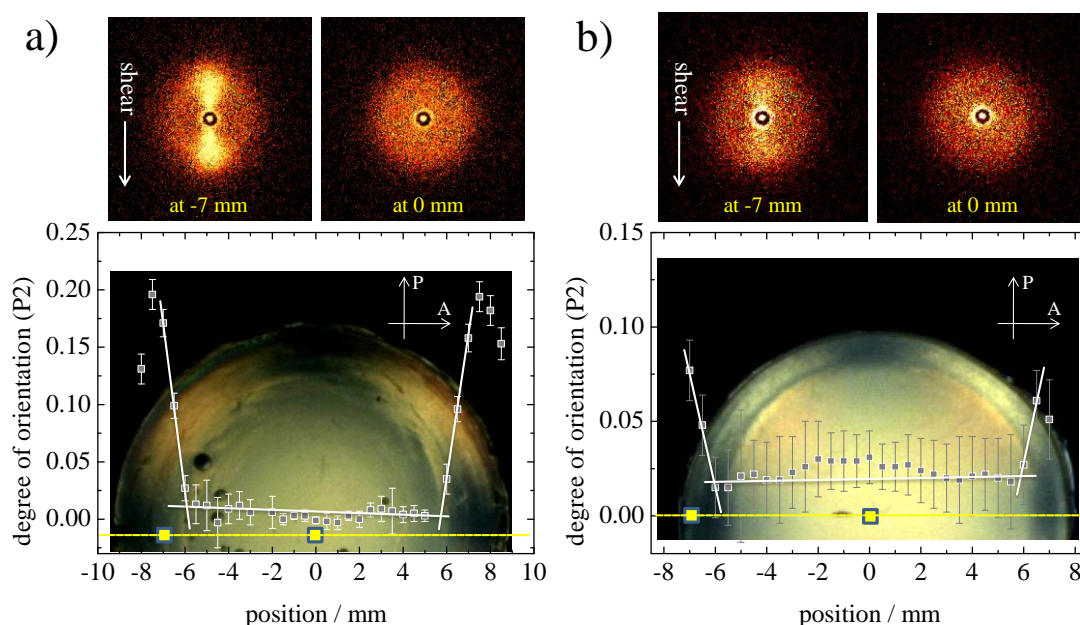 a)
shear
at -7 mm
at 0 mm
degree of orientation (P2)
0.25
0.20
0.15
0.10
0.05
0.00
P
A
-10 -8 -6 -4 -2 0 2 4 6 8 10
position / mm
b)
shear
at -7 mm
at 0 mm
degree of orientation (P2)
0.15
0.10
0.05
0.00
P
A
-8 -6 -4 -2 0 2 4 6 8
position / mm